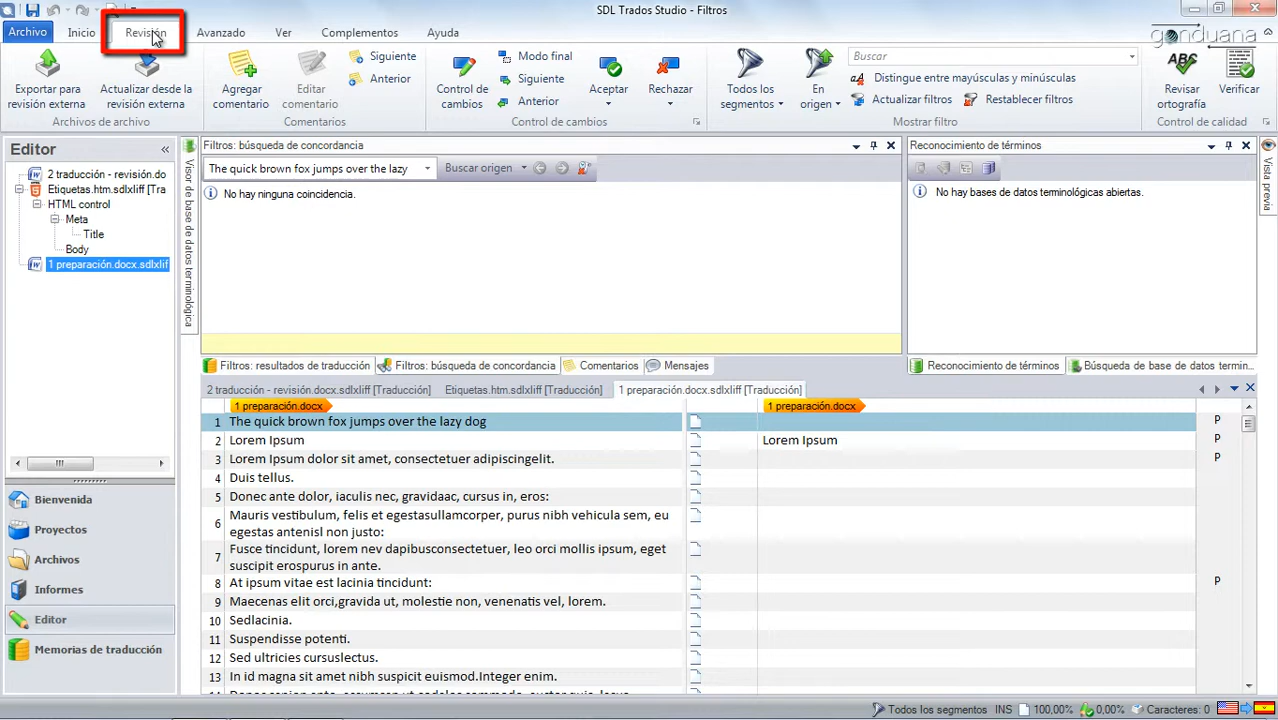 SDL Trados Studio - Filtros
Archivo Inicio Revisión Avanzado Ver Complementos Ayuda
gonduana
Exportar para revisión externa
Actualizar desde la revisión externa
Archivos de archivo
Agregar comentario
Editar comentario
Siguiente
Anterior
Comentarios
Control de cambios
Modo final
Siguiente
Anterior
Aceptar
Rechazar
Control de cambios
Todos los segmentos
En origen
Buscar
Distingue entre mayúsculas y minúsculas
Actualizar filtros Restablecer filtros
Mostrar filtro
Revisar ortografía
Verificar
Control de calidad
Editor
2 traducción - revisión.do
Etiquetas.htm.sdlxliff [Tra
HTML control
Meta
Title
Body
1 preparación.docx.sdlxlif
Bienvenida
Proyectos
Archivos
Informes
Editor
Memorias de traducción
Visor de base de datos terminológica
Filtros: búsqueda de concordancia
The quick brown fox jumps over the lazy Buscar origen
No hay ninguna coincidencia.
Filtros: resultados de traducción Filtros: búsqueda de concordancia Comentarios Mensajes
Reconocimiento de términos
No hay bases de datos terminológicas abiertas.
Reconocimiento de términos Búsqueda de base de datos termin...
Vista previa
2 traducción - revisión.docx.sdlxliff [Traducción] Etiquetas.htm.sdlxliff [Traducción] 1 preparación.docx.sdlxliff [Traducción]
1 preparación.docx 1 preparación.docx
1 The quick brown fox jumps over the lazy dog P
2 Lorem Ipsum Lorem Ipsum P
3 Lorem Ipsum dolor sit amet, consectetuer adipiscingelit. P
4 Duis tellus.
5 Donec ante dolor, iaculis nec, gravidaac, cursus in, eros:
6 Mauris vestibulum, felis et egestasullamcorper, purus nibh vehicula sem, eu
egestas antenisl non justo:
7 Fusce tincidunt, lorem nev dapibusconsectetuer, leo orci mollis ipsum, eget
suscipit erospurus in ante.
8 At ipsum vitae est lacinia tincidunt: P
9 Maecenas elit orci,gravida ut, molestie non, venenatis vel, lorem.
10 Sedlacinia.
11 Suspendisse potenti.
12 Sed ultricies cursuslectus.
13 In id magna sit amet nibh suscipit euismod.Integer enim.
Todos los segmentos INS 100,00% 0,00% Caracteres: 0